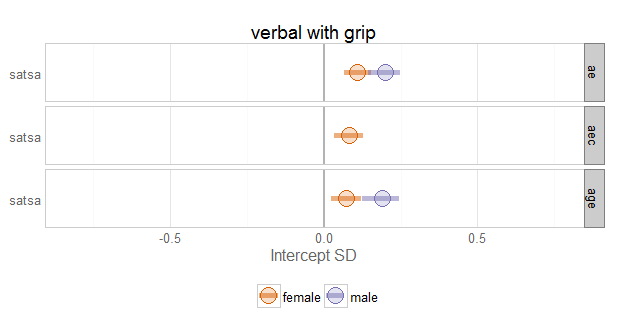 verbal with grip
satsa
ae
satsa
aec
satsa
age
-0.5 0.0 0.5
Intercept SD
female male